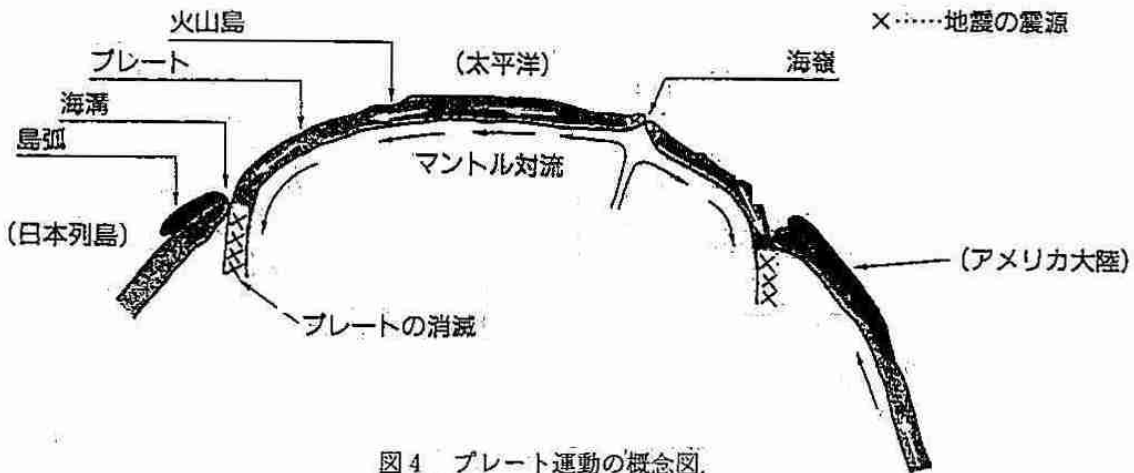 火山島
×……地震の震源
プレート
(太平洋)
海嶺
海溝
島弧
マントル対流
(日本列島)
(アメリカ大陸)
プレートの消滅
図4 プレート運動の概念図.